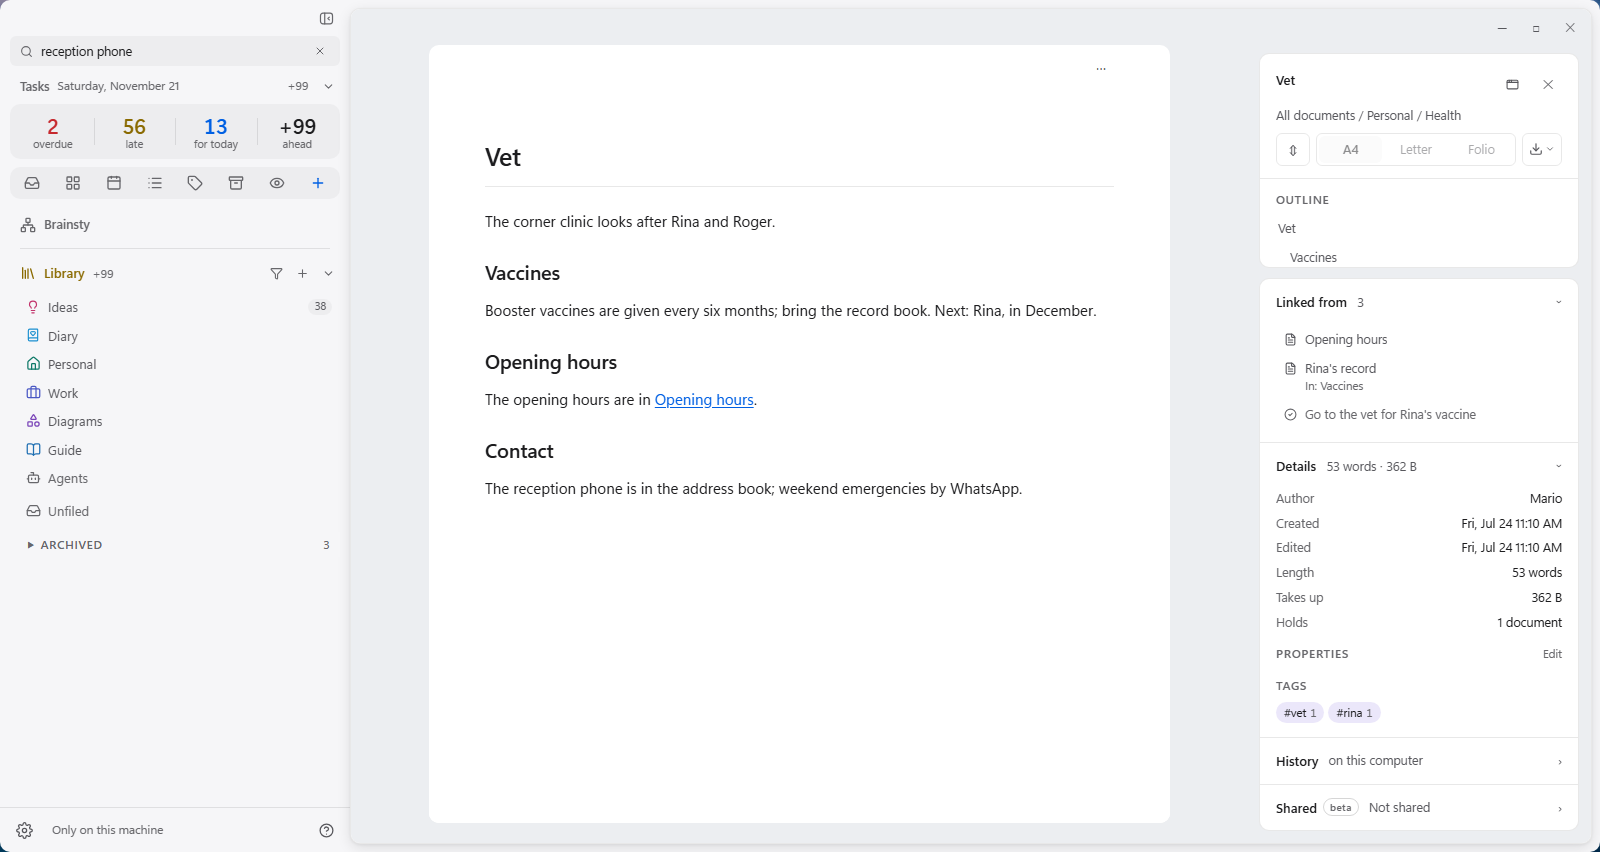 reception phone
Tasks Saturday, November 21 +99
2 56 13 +99
overdue late for today ahead
Brainsty
Library +99
Ideas 38
Diary
Personal
Work
Diagrams
Guide
Agents
Unfiled
ARCHIVED 3
Only on this machine
Vet
The corner clinic looks after Rina and Roger.
Vaccines
Booster vaccines are given every six months; bring the record book. Next: Rina, in December.
Opening hours
The opening hours are in Opening hours.
Contact
The reception phone is in the address book; weekend emergencies by WhatsApp.
Vet
All documents / Personal / Health
A4 Letter Folio
OUTLINE
Vet
Vaccines
Linked from 3
Opening hours
Rina's record
In: Vaccines
Go to the vet for Rina's vaccine
Details 53 words · 362 B
Author Mario
Created Fri, Jul 24 11:10 AM
Edited Fri, Jul 24 11:10 AM
Length 53 words
Takes up 362 B
Holds 1 document
PROPERTIES Edit
TAGS
#vet 1 #rina 1
History on this computer
Shared beta Not shared